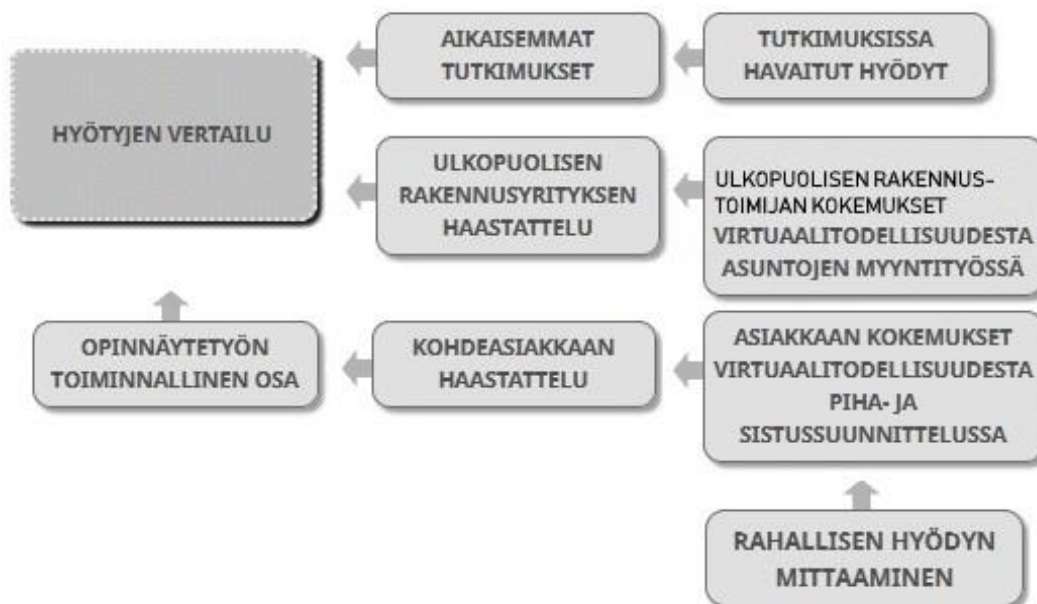 AIKAISEMMAT
TUTKIMUKSET
TUTKIMUKSISSA
HAVAITUT HYÖDYT
HYÖTYJEN VERTAILU
ULKOPUOLISEN
RAKENNUSYRITYKSEN
HAASTATTELU
ULKOPUOLISEN RAKENNUS-
TOIMIJAN KOKEMUKSET
VIRTUAALITODELLISUUDESTA
ASUNTOJEN MYYNTITYÖSSÄ
OPINNÄYTETYÖN
TOIMINNALLINEN OSA
KOHDEASIAKKAAN
HAASTATTELU
ASIAKKAAN KOKEMUKSET
VIRTUAALITODELLISUUDESTA
PIHA- JA
SISTUSSUUNNITTELUSSA
RAHALLISEN HYÖDYN
MITTAAMINEN